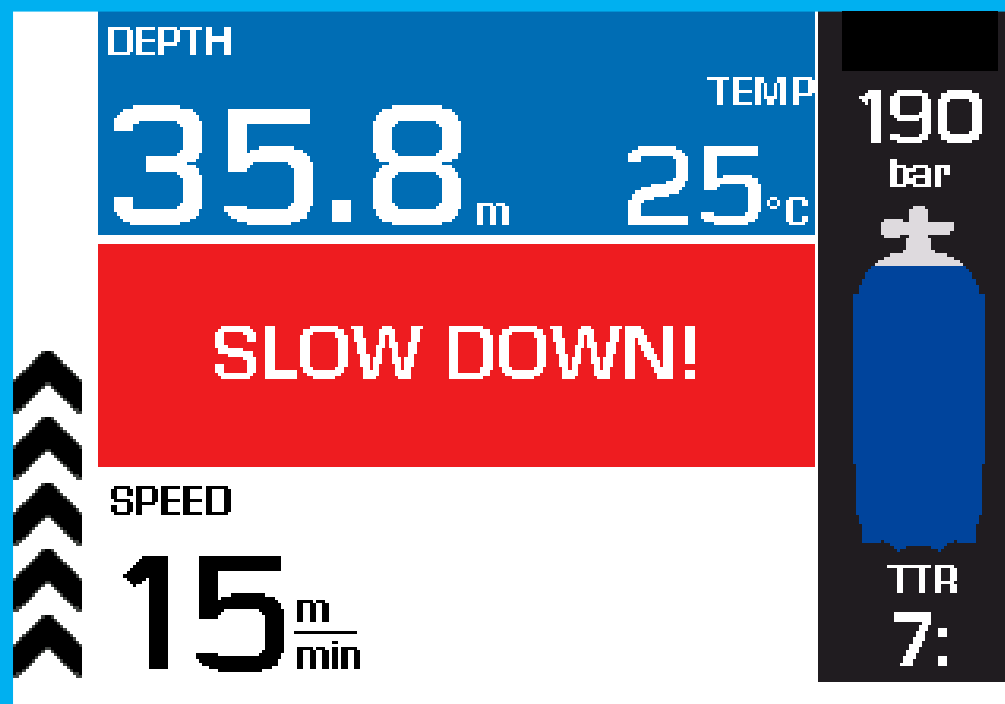 DEPTH
TEMP
35.8 m
25 °C
SLOW DOWN!
SPEED
15 m
min
190
bar
TTR
7: